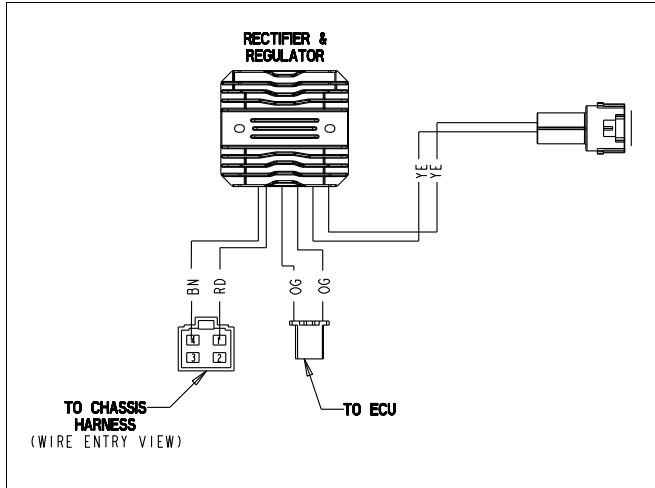 RECTIFIER &
REGULATOR
YE
YE
BN
RD
OG
OG
4 1
3 2
TO CHASSIS
HARNESS
(WIRE ENTRY VIEW)
TO ECU